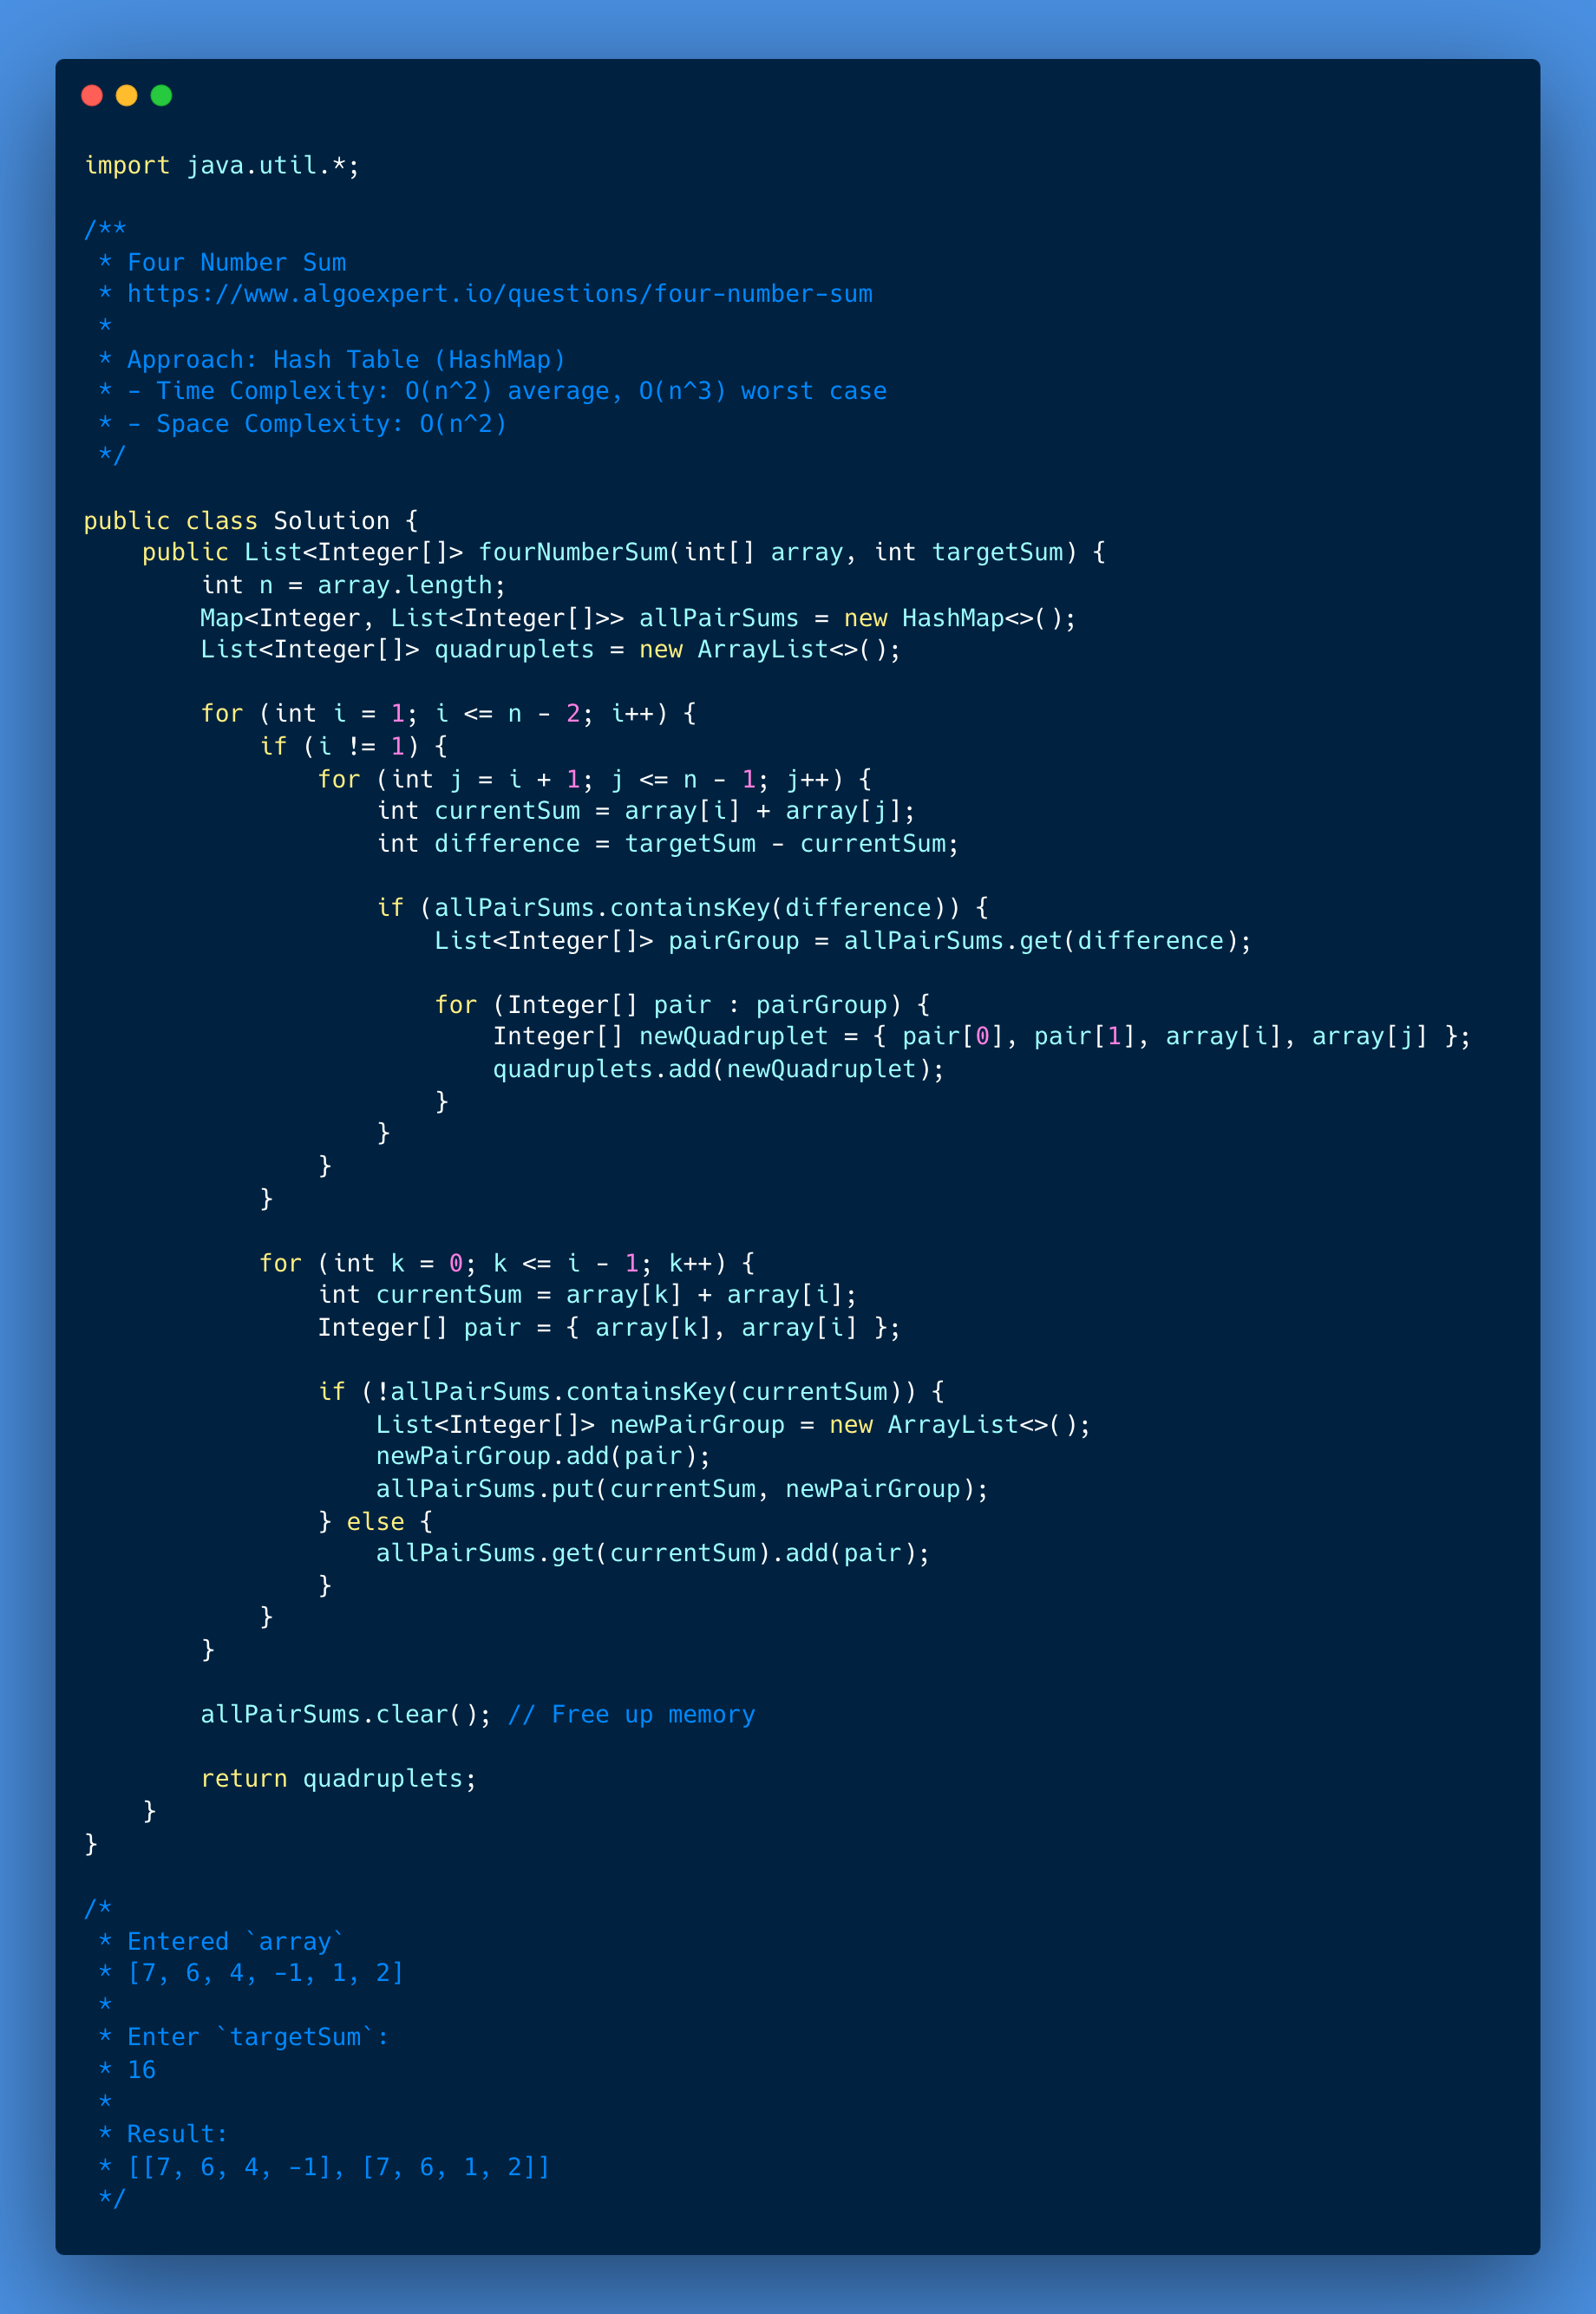 import java.util.*;

/**
 * Four Number Sum
 * https://www.algoexpert.io/questions/four-number-sum
 *
 * Approach: Hash Table (HashMap)
 * - Time Complexity: O(n^2) average, O(n^3) worst case
 * - Space Complexity: O(n^2)
 */

public class Solution {
    public List<Integer[]> fourNumberSum(int[] array, int targetSum) {
        int n = array.length;
        Map<Integer, List<Integer[]>> allPairSums = new HashMap<>();
        List<Integer[]> quadruplets = new ArrayList<>();

        for (int i = 1; i <= n - 2; i++) {
            if (i != 1) {
                for (int j = i + 1; j <= n - 1; j++) {
                    int currentSum = array[i] + array[j];
                    int difference = targetSum - currentSum;

                    if (allPairSums.containsKey(difference)) {
                        List<Integer[]> pairGroup = allPairSums.get(difference);

                        for (Integer[] pair : pairGroup) {
                            Integer[] newQuadruplet = { pair[0], pair[1], array[i], array[j] };
                            quadruplets.add(newQuadruplet);
                        }
                    }
                }
            }

            for (int k = 0; k <= i - 1; k++) {
                int currentSum = array[k] + array[i];
                Integer[] pair = { array[k], array[i] };

                if (!allPairSums.containsKey(currentSum)) {
                    List<Integer[]> newPairGroup = new ArrayList<>();
                    newPairGroup.add(pair);
                    allPairSums.put(currentSum, newPairGroup);
                } else {
                    allPairSums.get(currentSum).add(pair);
                }
            }
        }

        allPairSums.clear(); // Free up memory

        return quadruplets;
    }
}

/*
 * Entered `array`
 * [7, 6, 4, -1, 1, 2]
 *
 * Enter `targetSum`:
 * 16
 *
 * Result:
 * [[7, 6, 4, -1], [7, 6, 1, 2]]
 */